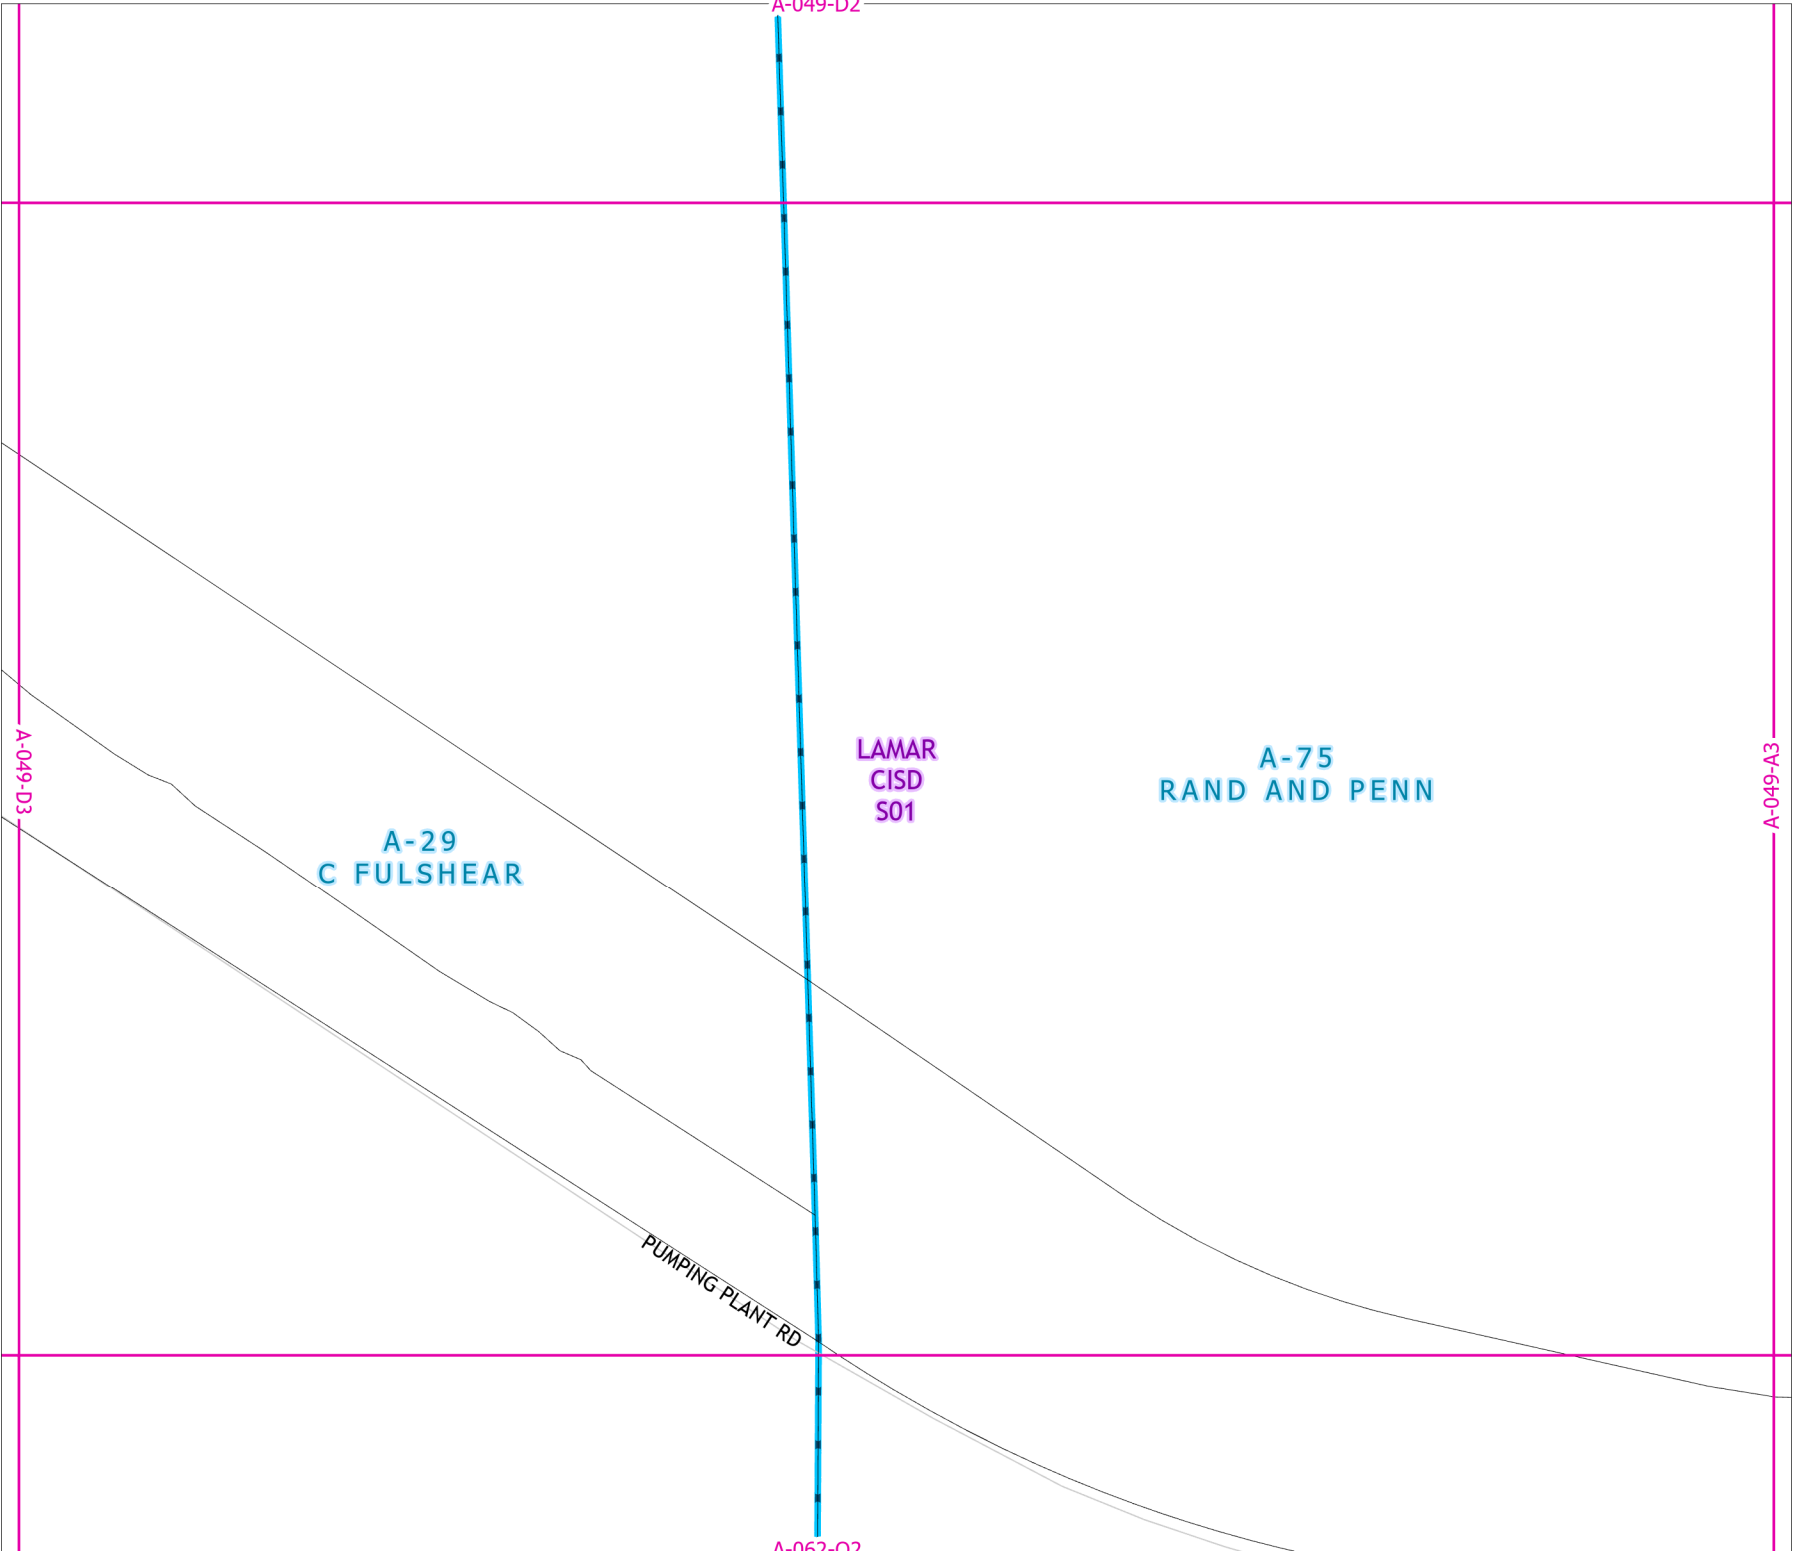 A-049-D2
A-049-D3
LAMAR
CISD
S01
A-75
RAND AND PENN
A-049-A3
A-29
C FULSHEAR
PUMPING PLANT RD